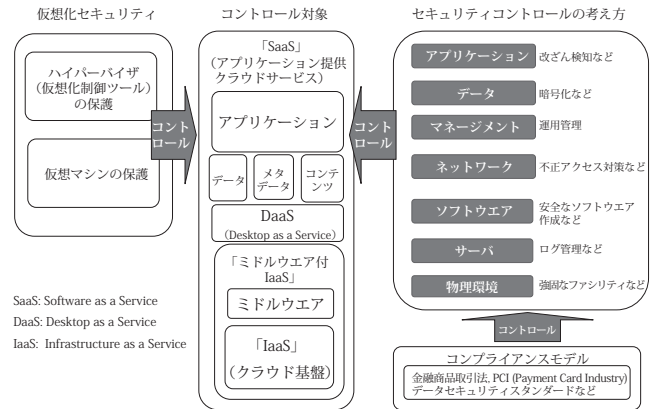 仮想化セキュリティ
ハイパーバイザ
（仮想化制御ツール）
の保護
仮想マシンの保護
コント
ロール
SaaS: Software as a Service
DaaS: Desktop as a Service
IaaS: Infrastructure as a Service
コントロール対象
「SaaS」
（アプリケーション提供
クラウドサービス）
アプリケーション
データ
メタ
データ
コンテ
ンツ
DaaS
（Desktop as a Service）
「ミドルウエア付
IaaS」
ミドルウエア
「IaaS」
（クラウド基盤）
コント
ロール
セキュリティコントロールの考え方
アプリケーション 改ざん検知など
データ 暗号化など
マネージメント 運用管理
ネットワーク 不正アクセス対策など
ソフトウエア 安全なソフトウエア
作成など
サーバ ログ管理など
物理環境 強固なファシリティなど
コントロール
コンプライアンスモデル
金融商品取引法, PCI (Payment Card Industry)
データセキュリティスタンダードなど